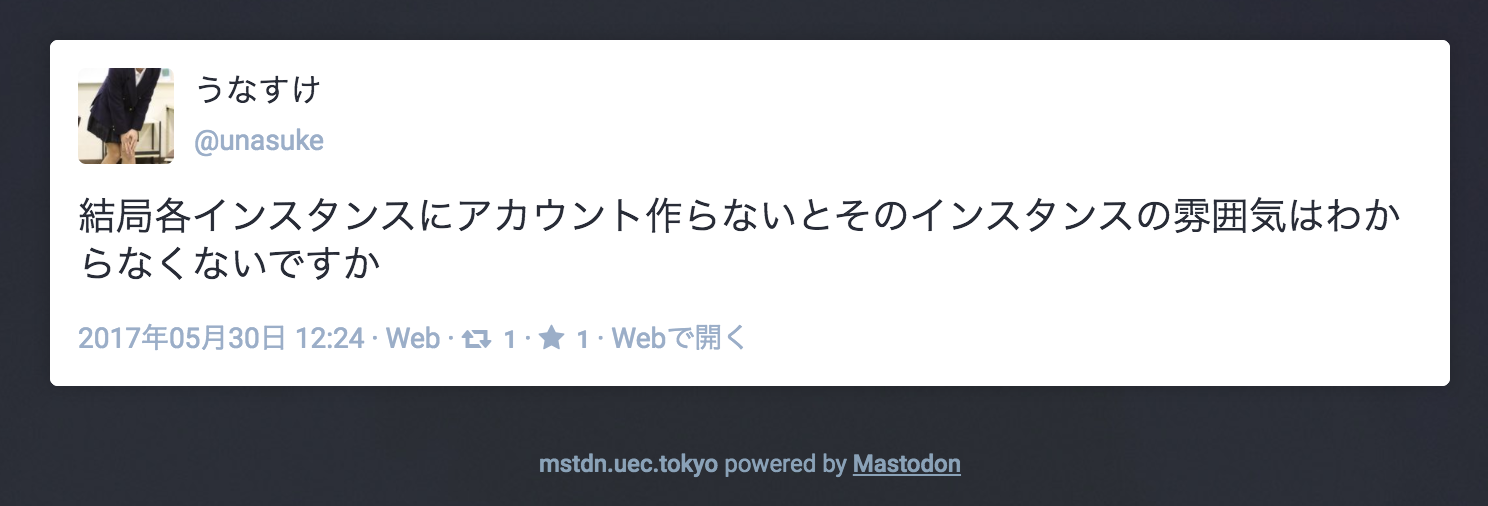 うなすけ
@unasuke
結局各インスタンスにアカウント作らないとそのインスタンスの雰囲気はわか
らなくないですか
2017年05月30日 12:24 · Web · 1 · ★ 1 · Webで開く
mstdn.uec.tokyo powered by Mastodon